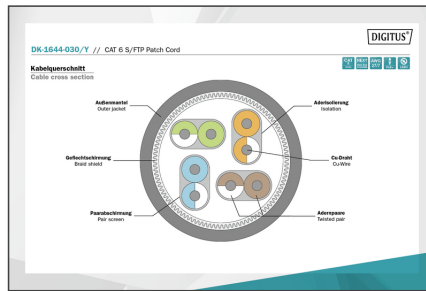 DIGITUS®
DK-1644-030/Y // CAT 6 S/FTP Patch Cord
Kabelquerschnitt
Cable cross section
Außenmantel
Outer jacket
Aderisolierung
Isolation
Geflechtschirmung
Braid shield
Cu-Draht
Cu-Wire
Paarabschirmung
Pair screen
Adernpaare
Twisted pair